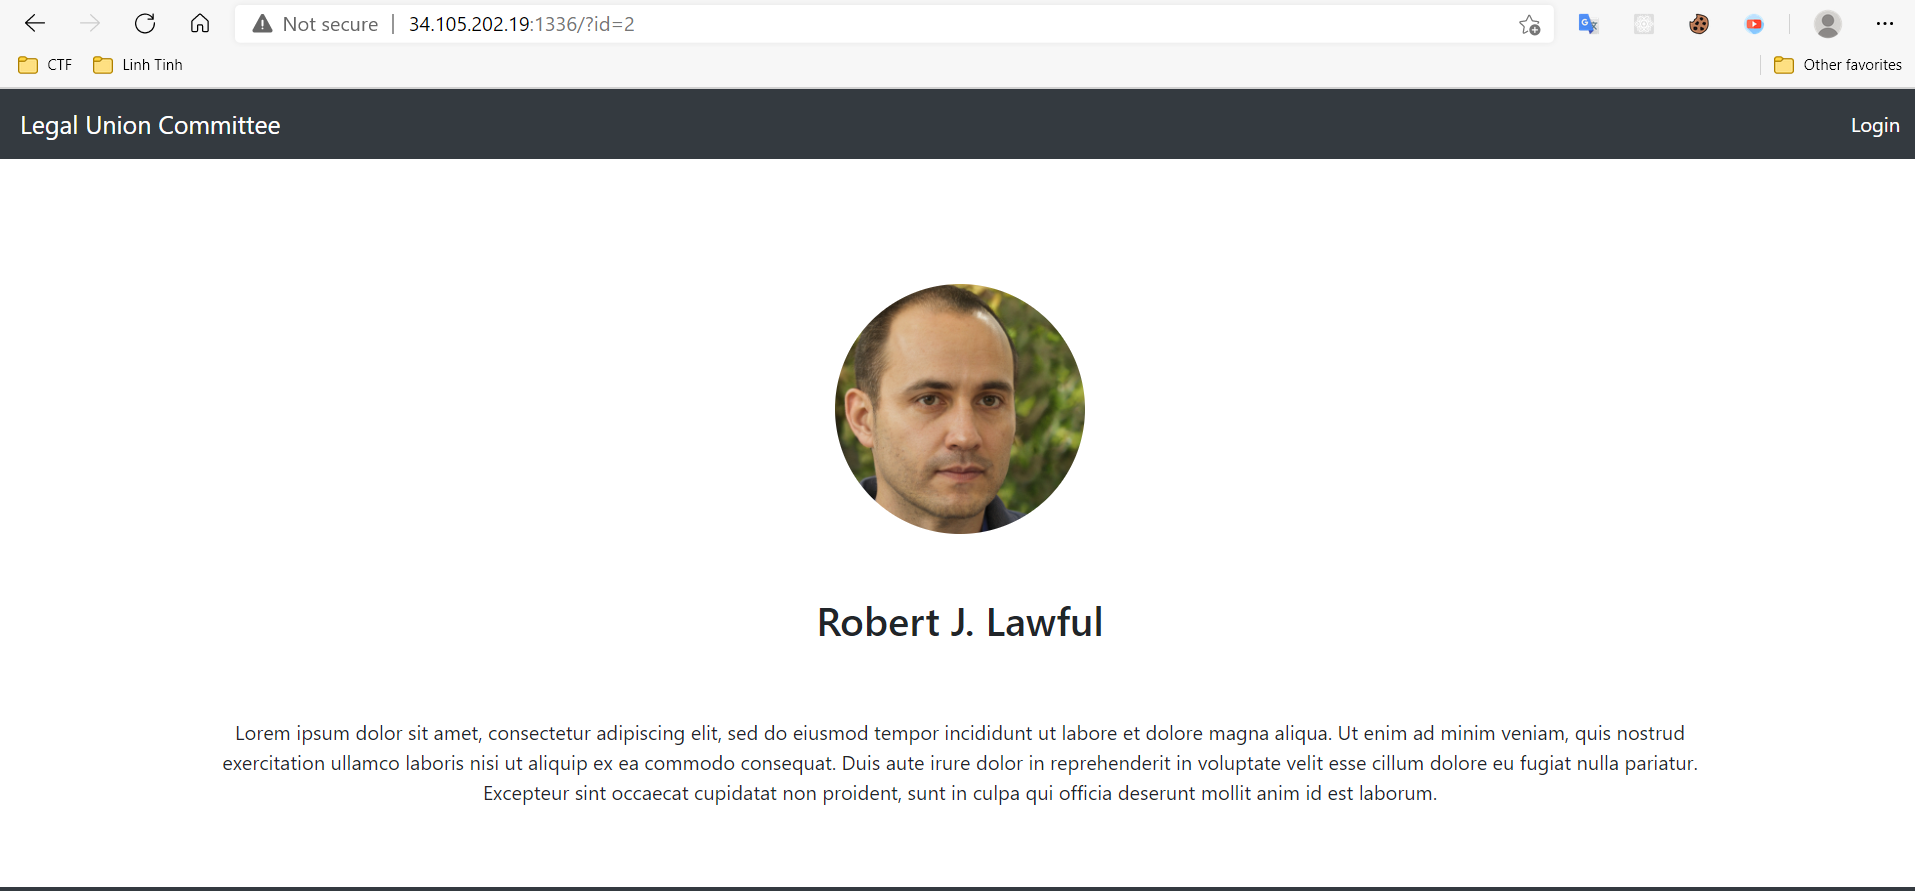 Not secure | 34.105.202.19:1336/?id=2
CTF Linh Tinh Other favorites
Legal Union Committee Login
Robert J. Lawful
Lorem ipsum dolor sit amet, consectetur adipiscing elit, sed do eiusmod tempor incididunt ut labore et dolore magna aliqua. Ut enim ad minim veniam, quis nostrud
exercitation ullamco laboris nisi ut aliquip ex ea commodo consequat. Duis aute irure dolor in reprehenderit in voluptate velit esse cillum dolore eu fugiat nulla pariatur.
Excepteur sint occaecat cupidatat non proident, sunt in culpa qui officia deserunt mollit anim id est laborum.